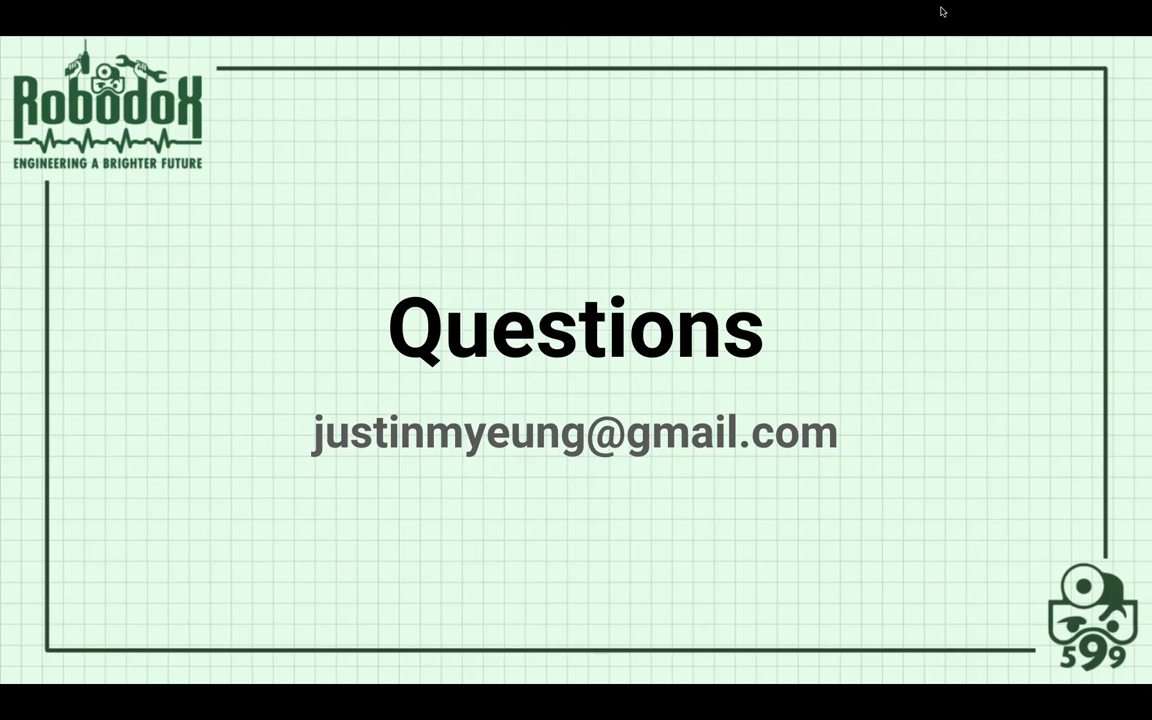 RobodoX
ENGINEERING A BRIGHTER FUTURE
Questions
justinmyeung@gmail.com
599